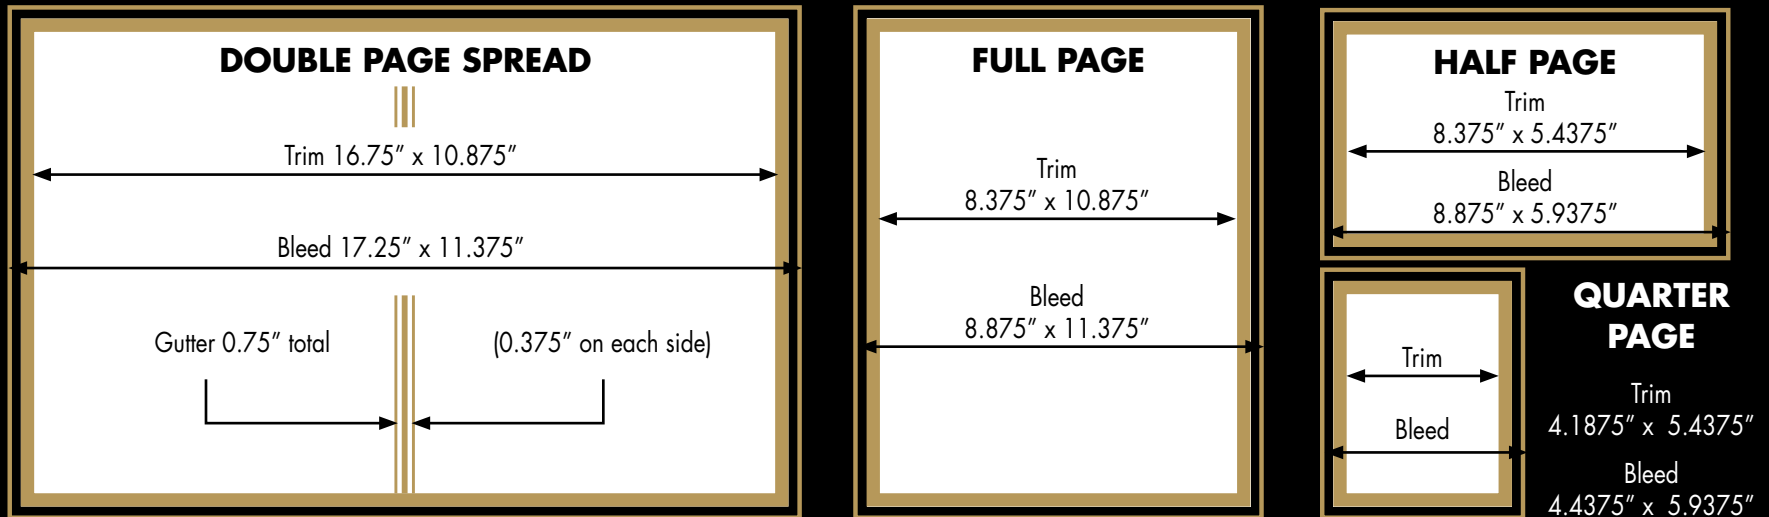 DOUBLE PAGE SPREAD
Trim 16.75” x 10.875”
Bleed 17.25” x 11.375”
Gutter 0.75” total
(0.375” on each side)
FULL PAGE
Trim
8.375” x 10.875”
Bleed
8.875” x 11.375”
HALF PAGE
Trim
8.375” x 5.4375”
Bleed
8.875” x 5.9375”
Trim
Bleed
QUARTER
PAGE
Trim
4.1875” x 5.4375”
Bleed
4.4375” x 5.9375”